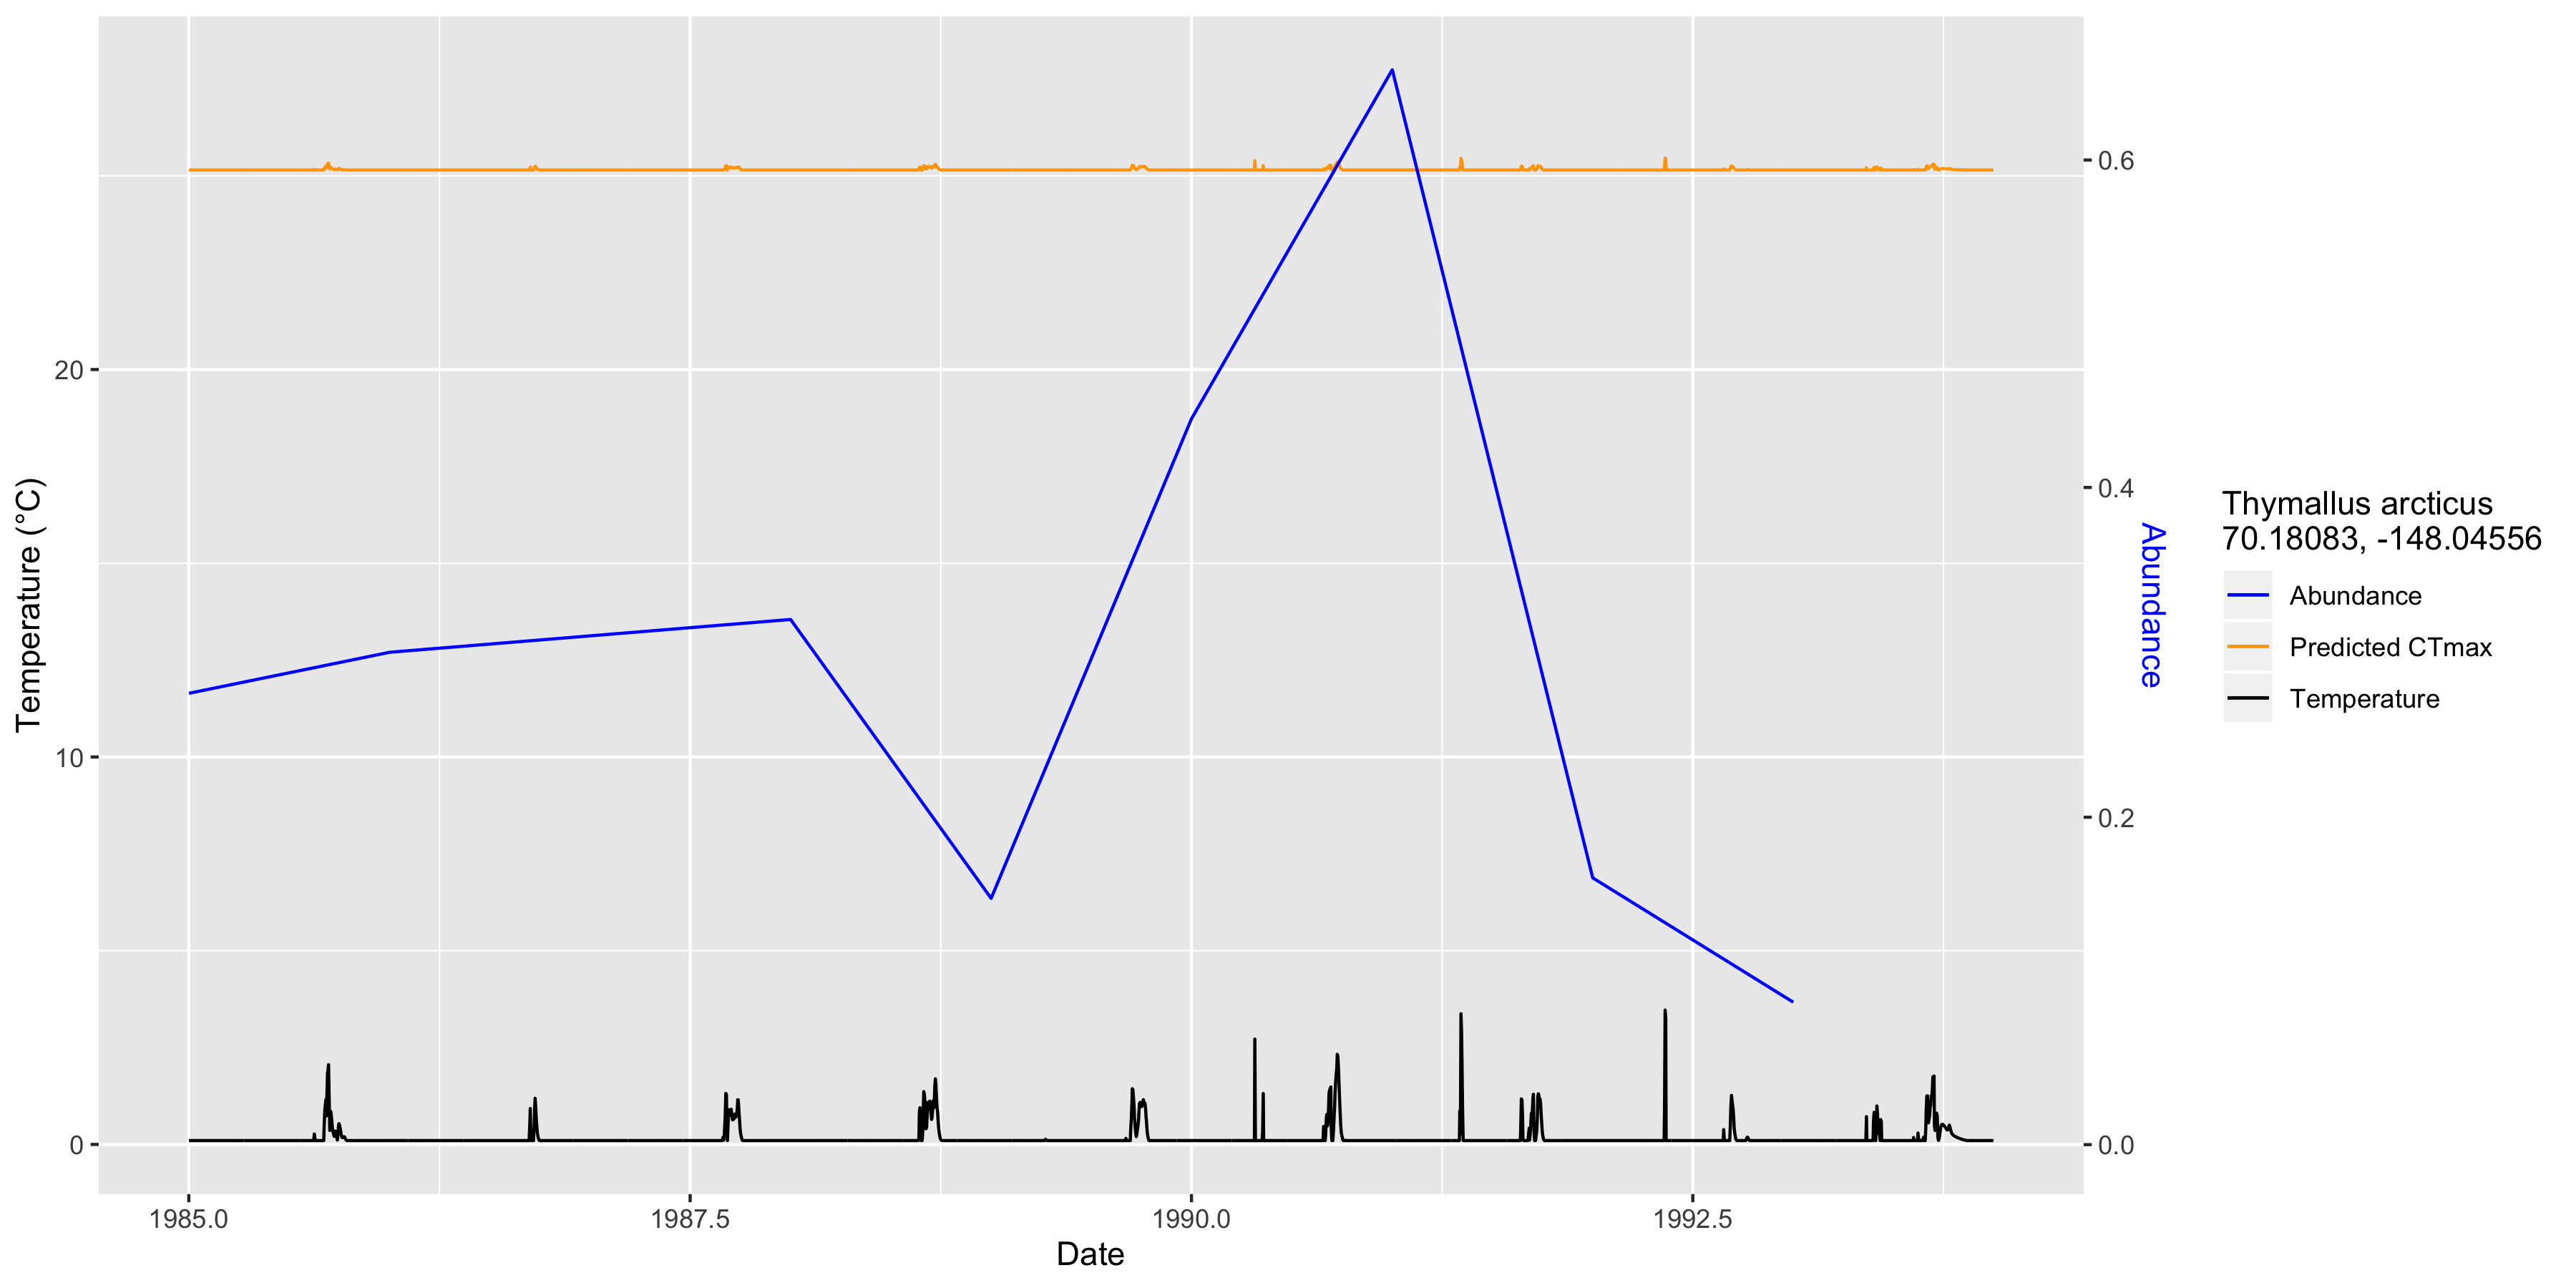 Temperature (°C)
20
10
0
1985.0
1987.5
1990.0
1992.5
Date
0.6
0.4
0.2
0.0
Abundance
Thymallus arcticus
70.18083, -148.04556
Abundance
Predicted CTmax
Temperature